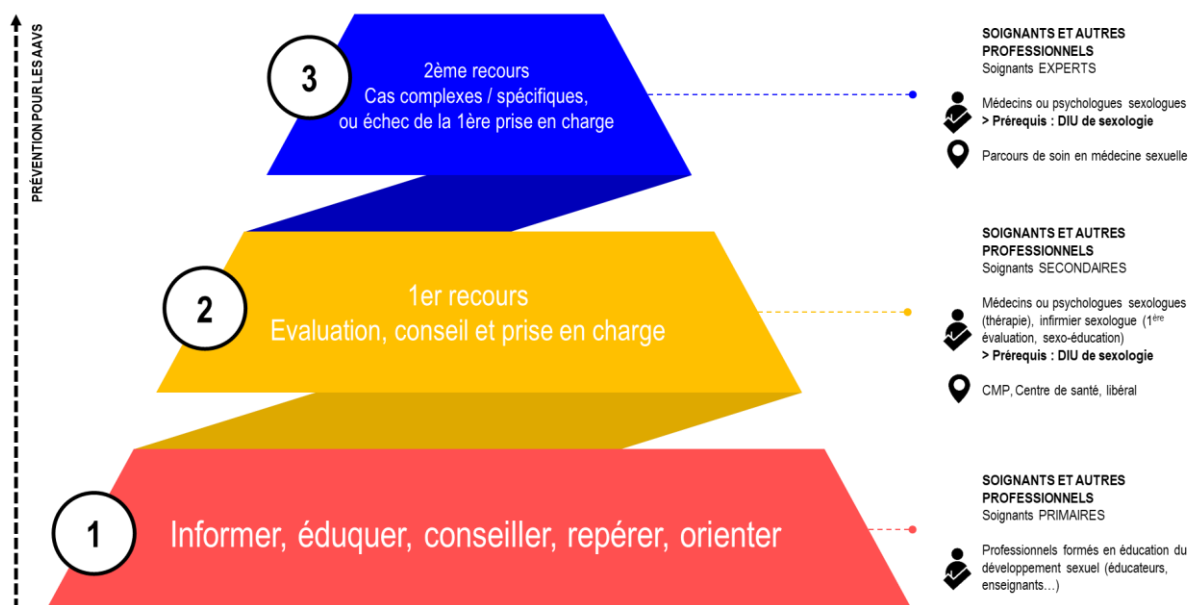 PRÉVENTION POUR LES AAVS
3
2ème recours
Cas complexes / spécifiques,
ou échec de la 1ère prise en charge
SOIGNANTS ET AUTRES
PROFESSIONNELS
Soignants EXPERTS
Médecins ou psychologues sexologues
> Prérequis : DIU de sexologie
Parcours de soin en médecine sexuelle
2
1er recours
Evaluation, conseil et prise en charge
SOIGNANTS ET AUTRES
PROFESSIONNELS
Soignants SECONDAIRES
Médecins ou psychologues sexologues
(thérapie), infirmier sexologue (1ère
évaluation, sexo-éducation)
> Prérequis : DIU de sexologie
CMP, Centre de santé, libéral
1
Informer, éduquer, conseiller, repérer, orienter
SOIGNANTS ET AUTRES
PROFESSIONNELS
Soignants PRIMAIRES
Professionnels formés en éducation du
développement sexuel (éducateurs,
enseignants...)